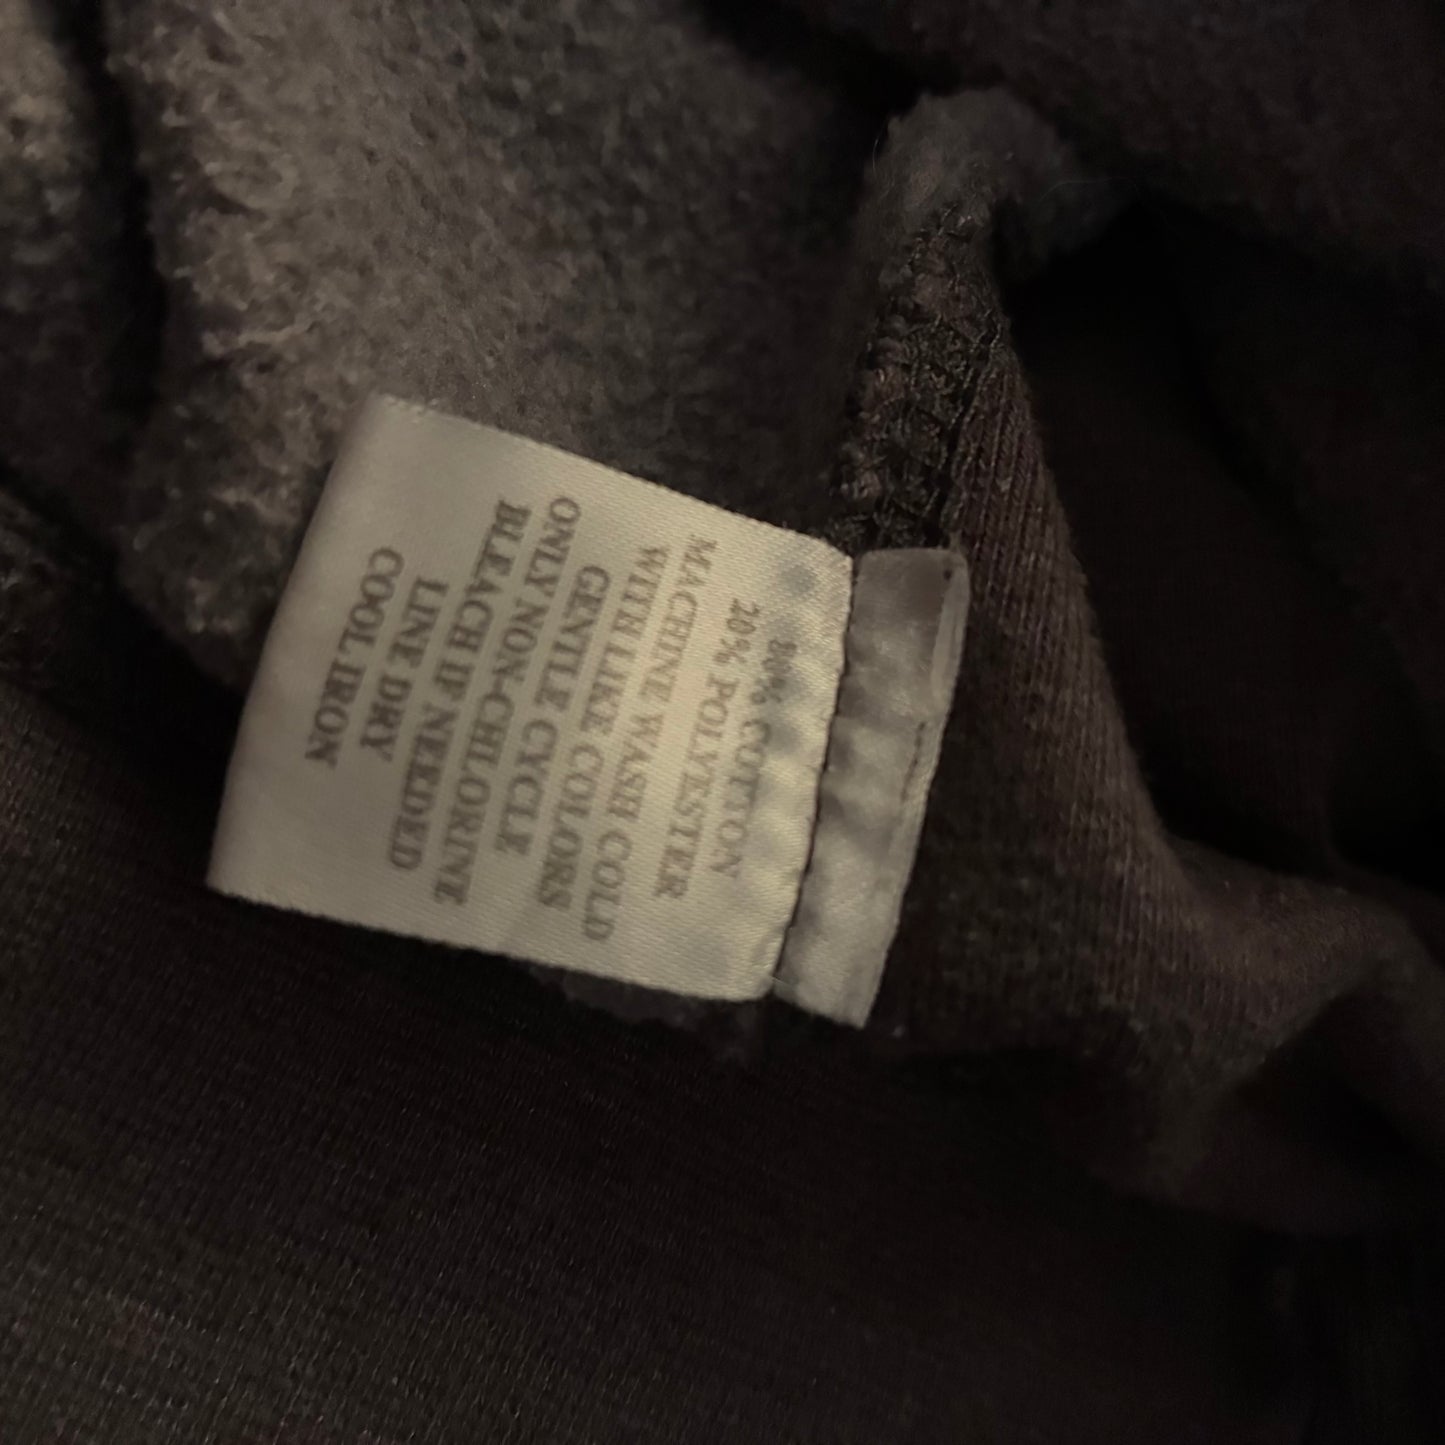 80% COTTON
20% POLYESTER
MACHINE WASH COLD
WITH LIKE COLORS
GENTLE CYCLE
ONLY NON-CHLORINE
BLEACH IF NEEDED
LINE DRY
COOL IRON